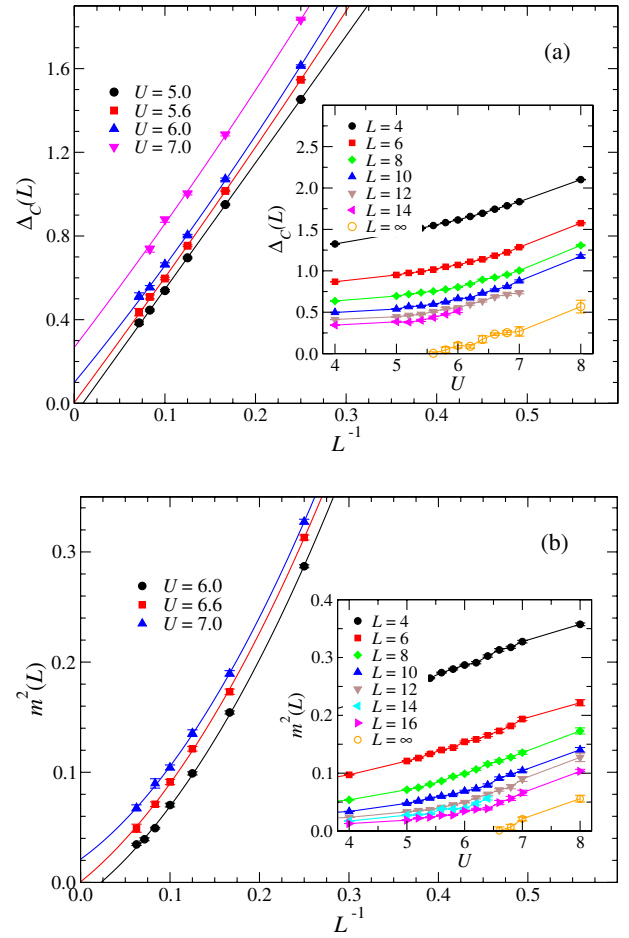 (a)
U = 5.0
U = 5.6
U = 6.0
U = 7.0
Δ_C(L)
1.6
1.2
0.8
0.4
0.0
0.0 0.1 0.2 0.3 0.4 0.5
L^-1
L = 4
L = 6
L = 8
L = 10
L = 12
L = 14
L = ∞
Δ_C(L)
2.5
2.0
1.5
1.0
0.5
0.0
4 5 6 7 8
U
(b)
U = 6.0
U = 6.6
U = 7.0
m^2(L)
0.3
0.2
0.1
0.0
0.0 0.1 0.2 0.3 0.4 0.5
L^-1
L = 4
L = 6
L = 8
L = 10
L = 12
L = 14
L = 16
L = ∞
m^2(L)
0.4
0.3
0.2
0.1
0.0
4 5 6 7 8
U